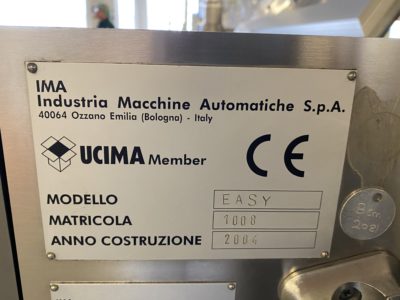 IMA
Industria Macchine Automatiche S.p.A.
40064 Ozzano Emilia (Bologna) - Italy
UCIMA Member CE
MODELLO EASY
MATRICOLA 1008
ANNO COSTRUZIONE 2004
IMA